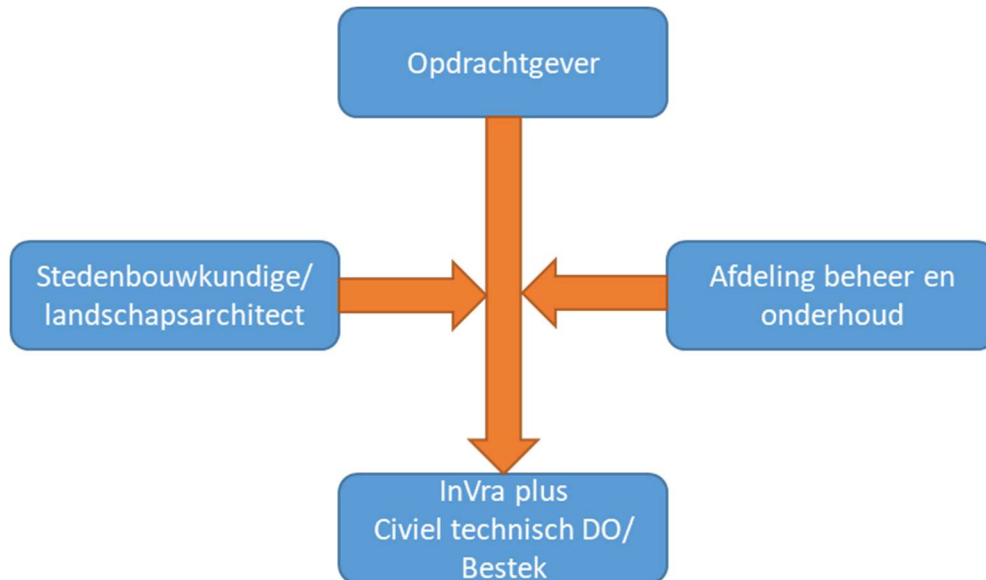 Opdrachtgever
Stedenbouwkundige/
landschapsarchitect
Afdeling beheer en
onderhoud
InVra plus
Civiel technisch DO/
Bestek